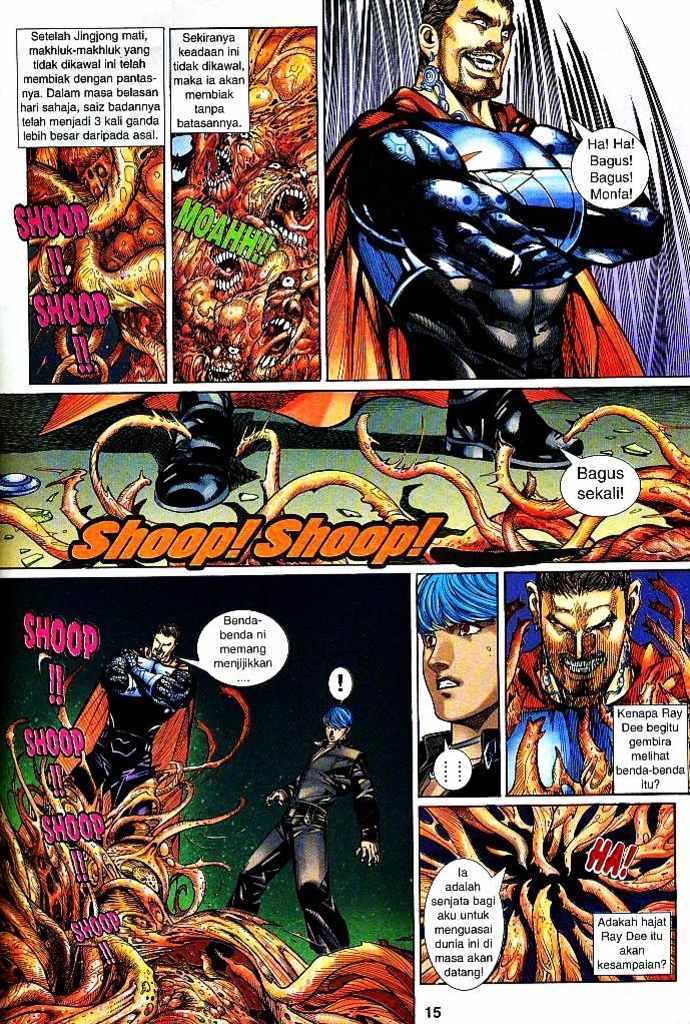 Setelah Jingjong mati,
makhluk-makhluk yang
tidak dikawal ini telah
membiak dengan pantas-
nya. Dalam masa belasan
hari sahaja, saiz badannya
telah menjadi 3 kali ganda
lebih besar daripada asal.
SHOOP
!!
SHOOP
!!
Sekiranya
keadaan ini
tidak dikawal,
maka ia akan
membiak
tanpa
batasannya.
MOAHH!!
Ha! Ha!
Bagus!
Bagus!
Monfa!
Bagus
sekali!
Shoop! Shoop!
SHOOP
!!
SHOOP
!!
SHOOP
!!
SHOOP
!!
Benda-
benda ni
memang
menjijikkan
....
!
....
Kenapa Ray
Dee begitu
gembira
melihat
benda-benda
itu?
HA!
Ia
adalah
senjata bagi
aku untuk
menguasai
dunia ini di
masa akan
datang!
Adakah hajat
Ray Dee itu
akan
kesampaian?
15